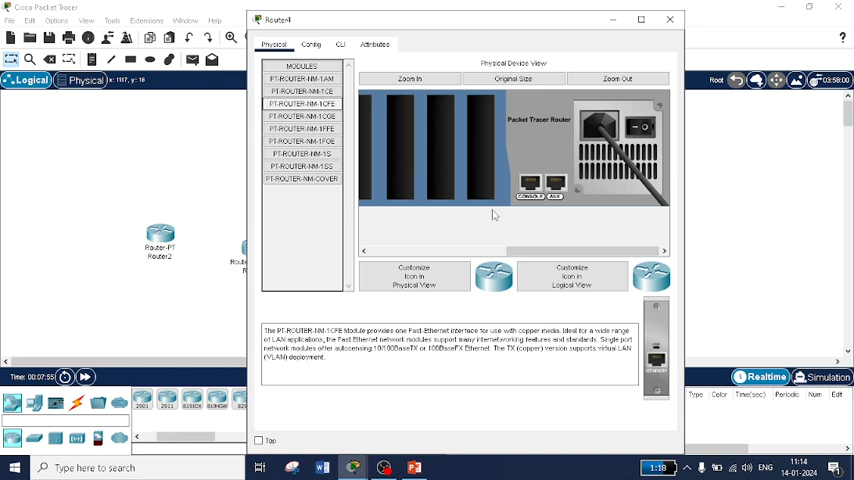 Cisco Packet Tracer
File Edit Options View Tools Extensions Window Help
Logical
Physical x: 1117, y: 18
Root
03:58:00
Router-PT
Router2
Time: 00:07:55
Realtime
Simulation
2901 2911 819IOX 819HGW 829
Type Color Time(sec) Periodic Num Edit
Router4
Physical Config CLI Attributes
MODULES
PT-ROUTER-NM-1AM
PT-ROUTER-NM-1CE
PT-ROUTER-NM-1CFE
PT-ROUTER-NM-1CGE
PT-ROUTER-NM-1FFE
PT-ROUTER-NM-1FGE
PT-ROUTER-NM-1S
PT-ROUTER-NM-1SS
PT-ROUTER-NM-COVER
Physical Device View
Zoom In Original Size Zoom Out
Packet Tracer Router
CONSOLE AUX
Customize
Icon in
Physical View
Customize
Icon in
Logical View
The PT-ROUTER-NM-1CFE Module provides one Fast-Ethernet interface for use with copper media. Ideal for a wide range
of LAN applications, the Fast Ethernet network modules support many internetworking features and standards. Single port
network modules offer autosensing 10/100BaseTX or 100BaseFX Ethernet. The TX (copper) version supports virtual LAN
(VLAN) deployment.
Top
Type here to search
1:18
ENG
11:14
14-01-2024